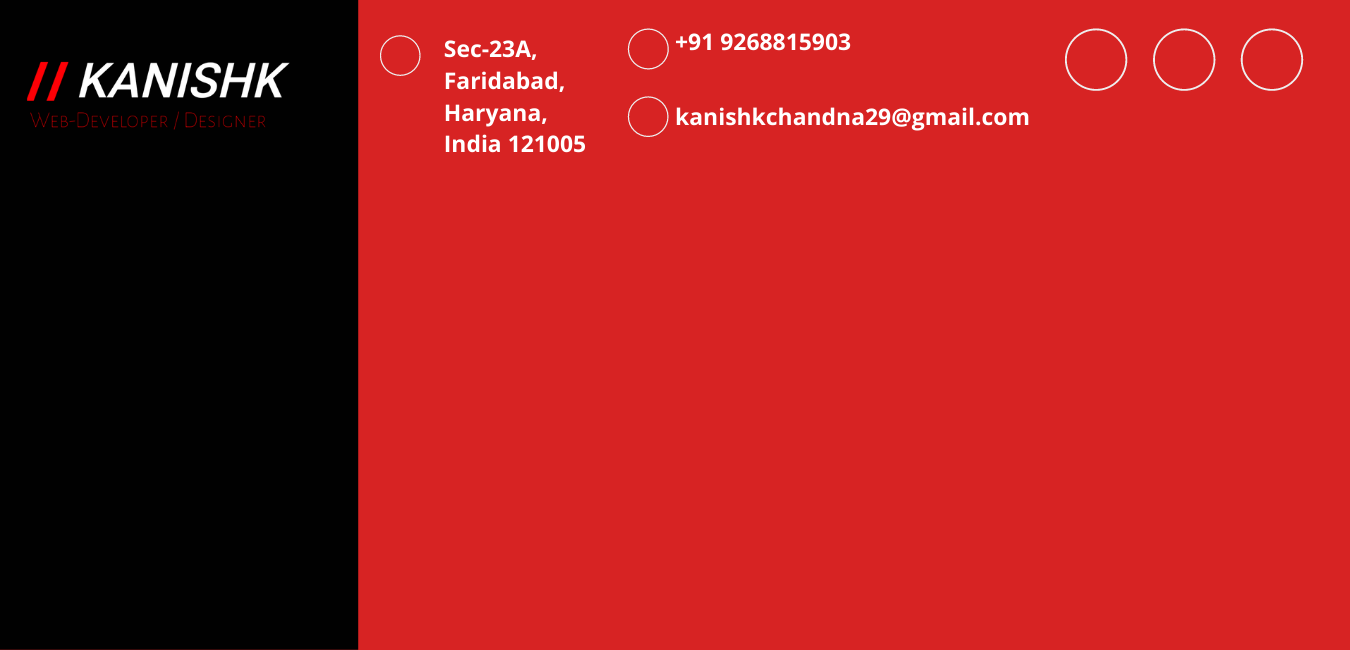 // KANISHK
Web-Developer / Designer
Sec-23A,
Faridabad,
Haryana,
India 121005
+91 9268815903
kanishkchandna29@gmail.com